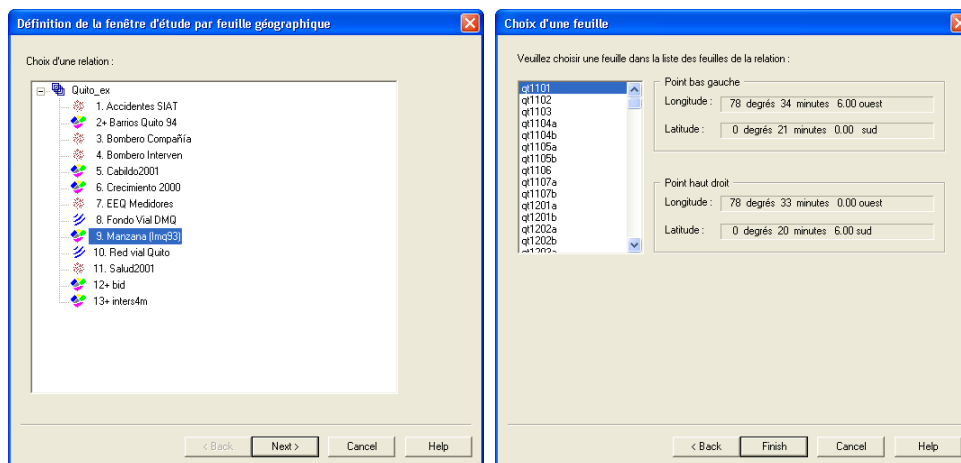 Définition de la fenêtre d'étude par feuille géographique
Choix d'une relation :
Quito_ex
1. Accidentes SIAT
2+ Barrios Quito 94
3. Bombero Compañía
4. Bombero Interven
5. Cabildo2001
6. Crecimiento 2000
7. EEQ Medidores
8. Fondo Vial DMQ
9. Manzana (Imq93)
10. Red vial Quito
11. Salud2001
12+ bid
13+ inters4m
< Back
Next >
Cancel
Help
Choix d'une feuille
Veuillez choisir une feuille dans la liste des feuilles de la relation :
qt1101
qt1102
qt1103
qt1104a
qt1104b
qt1105a
qt1105b
qt1106
qt1107a
qt1107b
qt1201a
qt1201b
qt1202a
qt1202b
qt1203a
Point bas gauche
Longitude : 78 degrés 34 minutes 6.00 ouest
Latitude : 0 degrés 21 minutes 0.00 sud
Point haut droit
Longitude : 78 degrés 33 minutes 0.00 ouest
Latitude : 0 degrés 20 minutes 6.00 sud
< Back
Finish
Cancel
Help